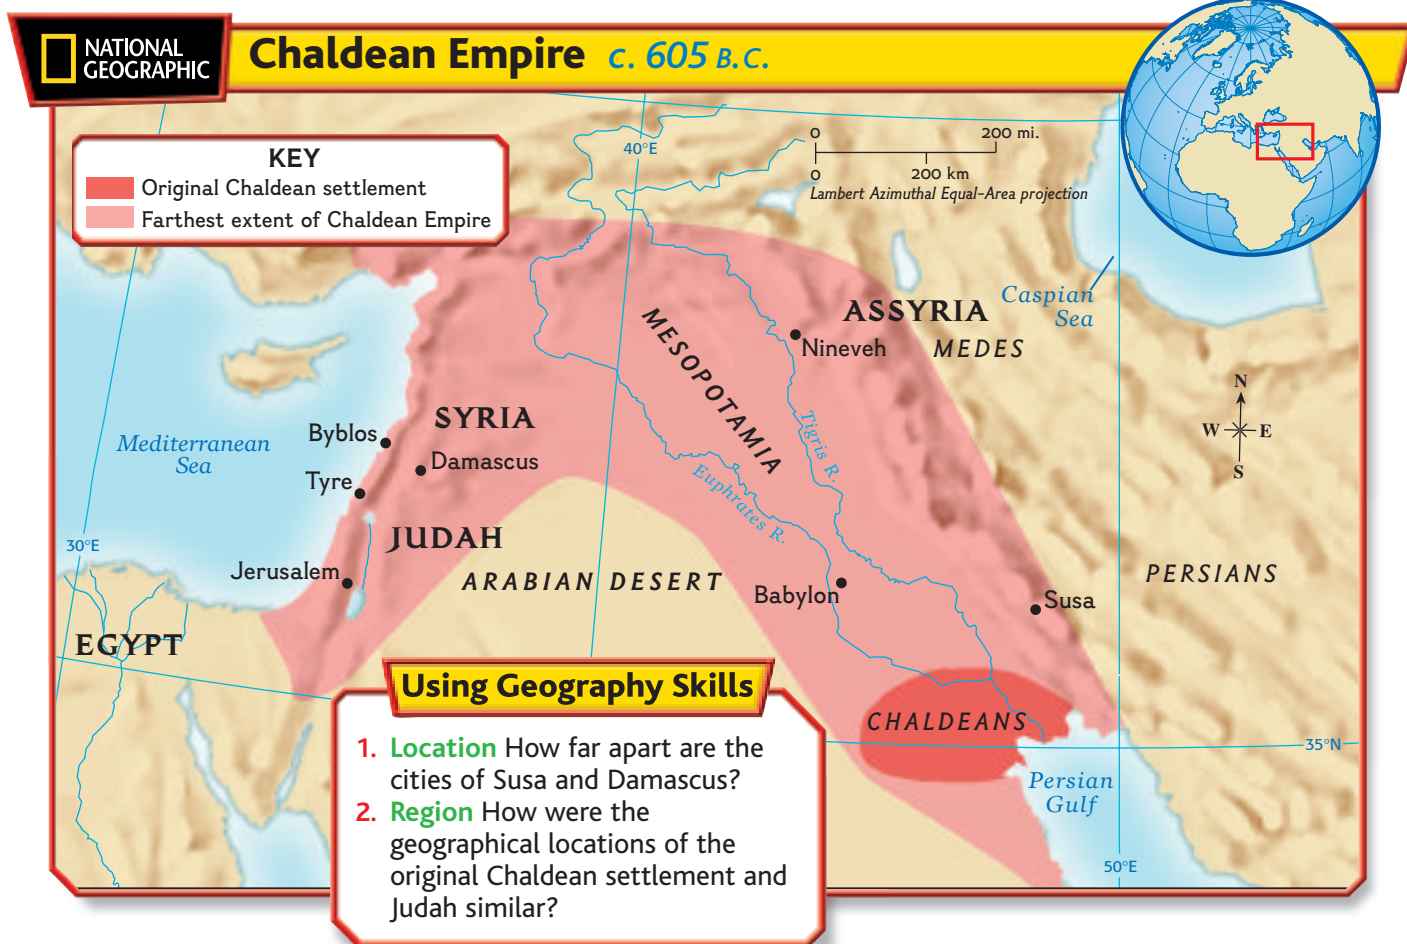 NATIONAL
GEOGRAPHIC
Chaldean Empire c. 605 B.C.
KEY
Original Chaldean settlement
Farthest extent of Chaldean Empire
40°E
0 200 mi.
0 200 km
Lambert Azimuthal Equal-Area projection
Caspian
Sea
ASSYRIA
MEDES
Nineveh
MESOPOTAMIA
Tigris R.
Euphrates R.
SYRIA
Byblos
Damascus
Tyre
Mediterranean
Sea
N
W E
S
30°E
JUDAH
Jerusalem
ARABIAN DESERT
Babylon
Susa
PERSIANS
EGYPT
CHALDEANS
35°N
Persian
Gulf
50°E
Using Geography Skills
1. Location How far apart are the
cities of Susa and Damascus?
2. Region How were the
geographical locations of the
original Chaldean settlement and
Judah similar?